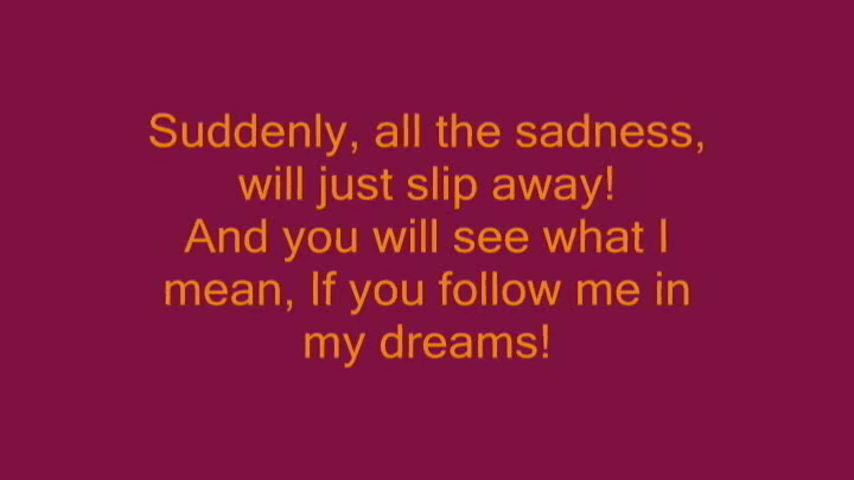 Suddenly, all the sadness,
will just slip away!
And you will see what I
mean, If you follow me in
my dreams!